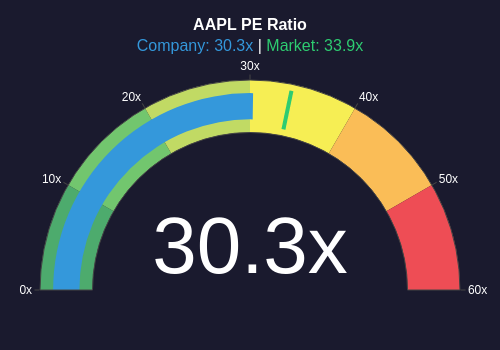 AAPL PE Ratio
Company: 30.3x | Market: 33.9x
30x
20x
40x
10x
50x
30.3x
0x
60x